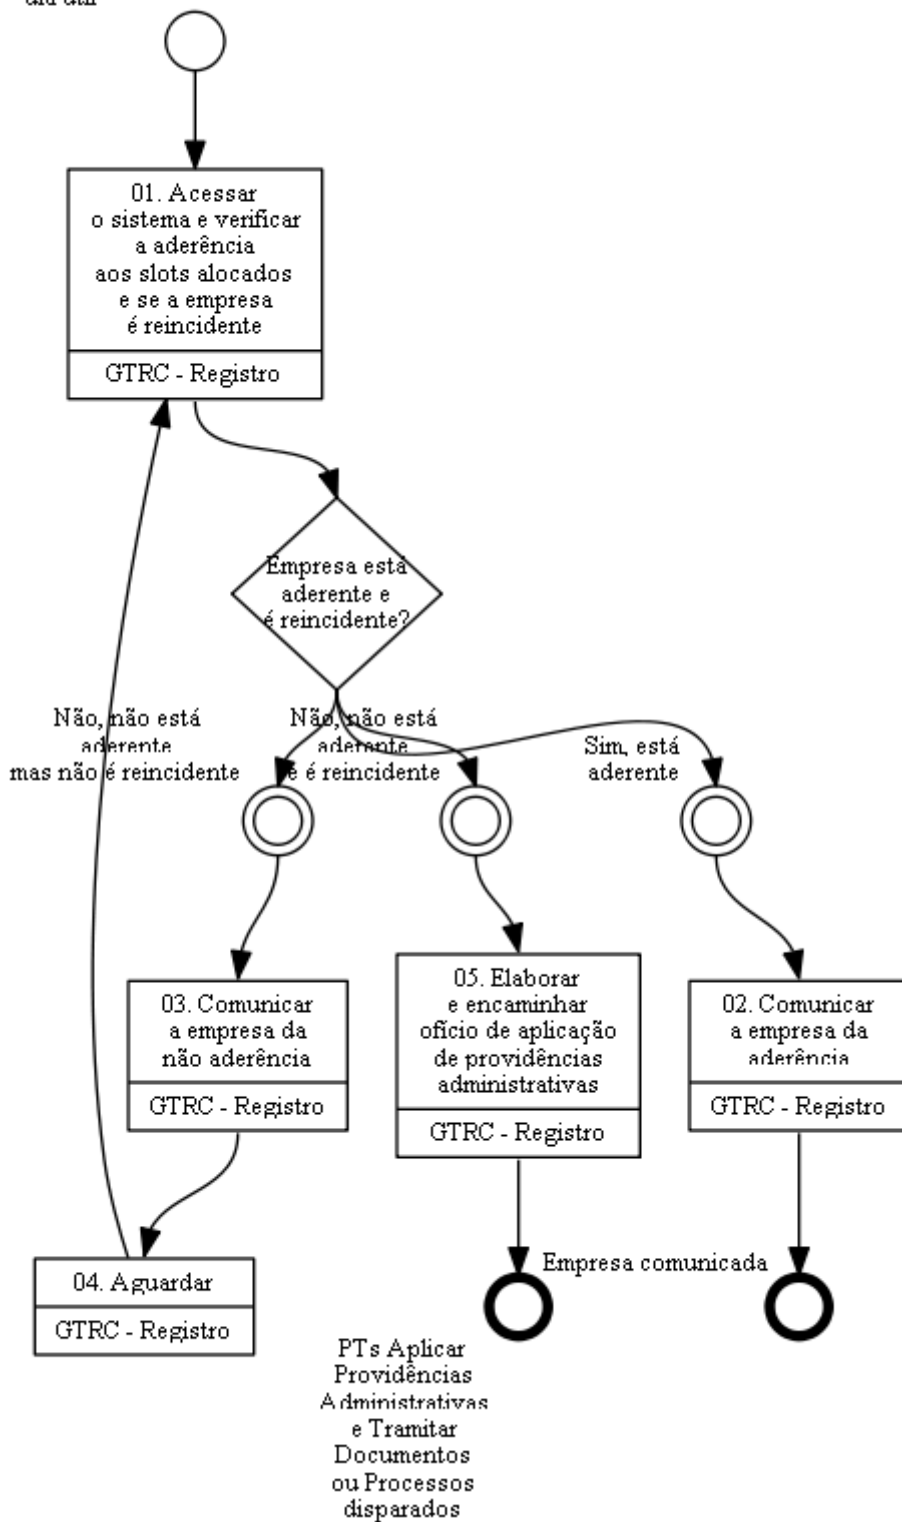 01. Acessar
o sistema e verificar
a aderência
aos slots alocados
e se a empresa
é reincidente
GTRC - Registro
Empresa está
aderente e
é reincidente?
Não, não está
aderente
mas não é reincidente
Não, não está
aderente
e é reincidente
Sim, está
aderente
03. Comunicar
a empresa da
não aderência
GTRC - Registro
05. Elaborar
e encaminhar
ofício de aplicação
de providências
administrativas
GTRC - Registro
02. Comunicar
a empresa da
aderência
GTRC - Registro
04. Aguardar
GTRC - Registro
Empresa comunicada
PTs Aplicar
Providências
Administrativas
e Tramitar
Documentos
ou Processos
disparados